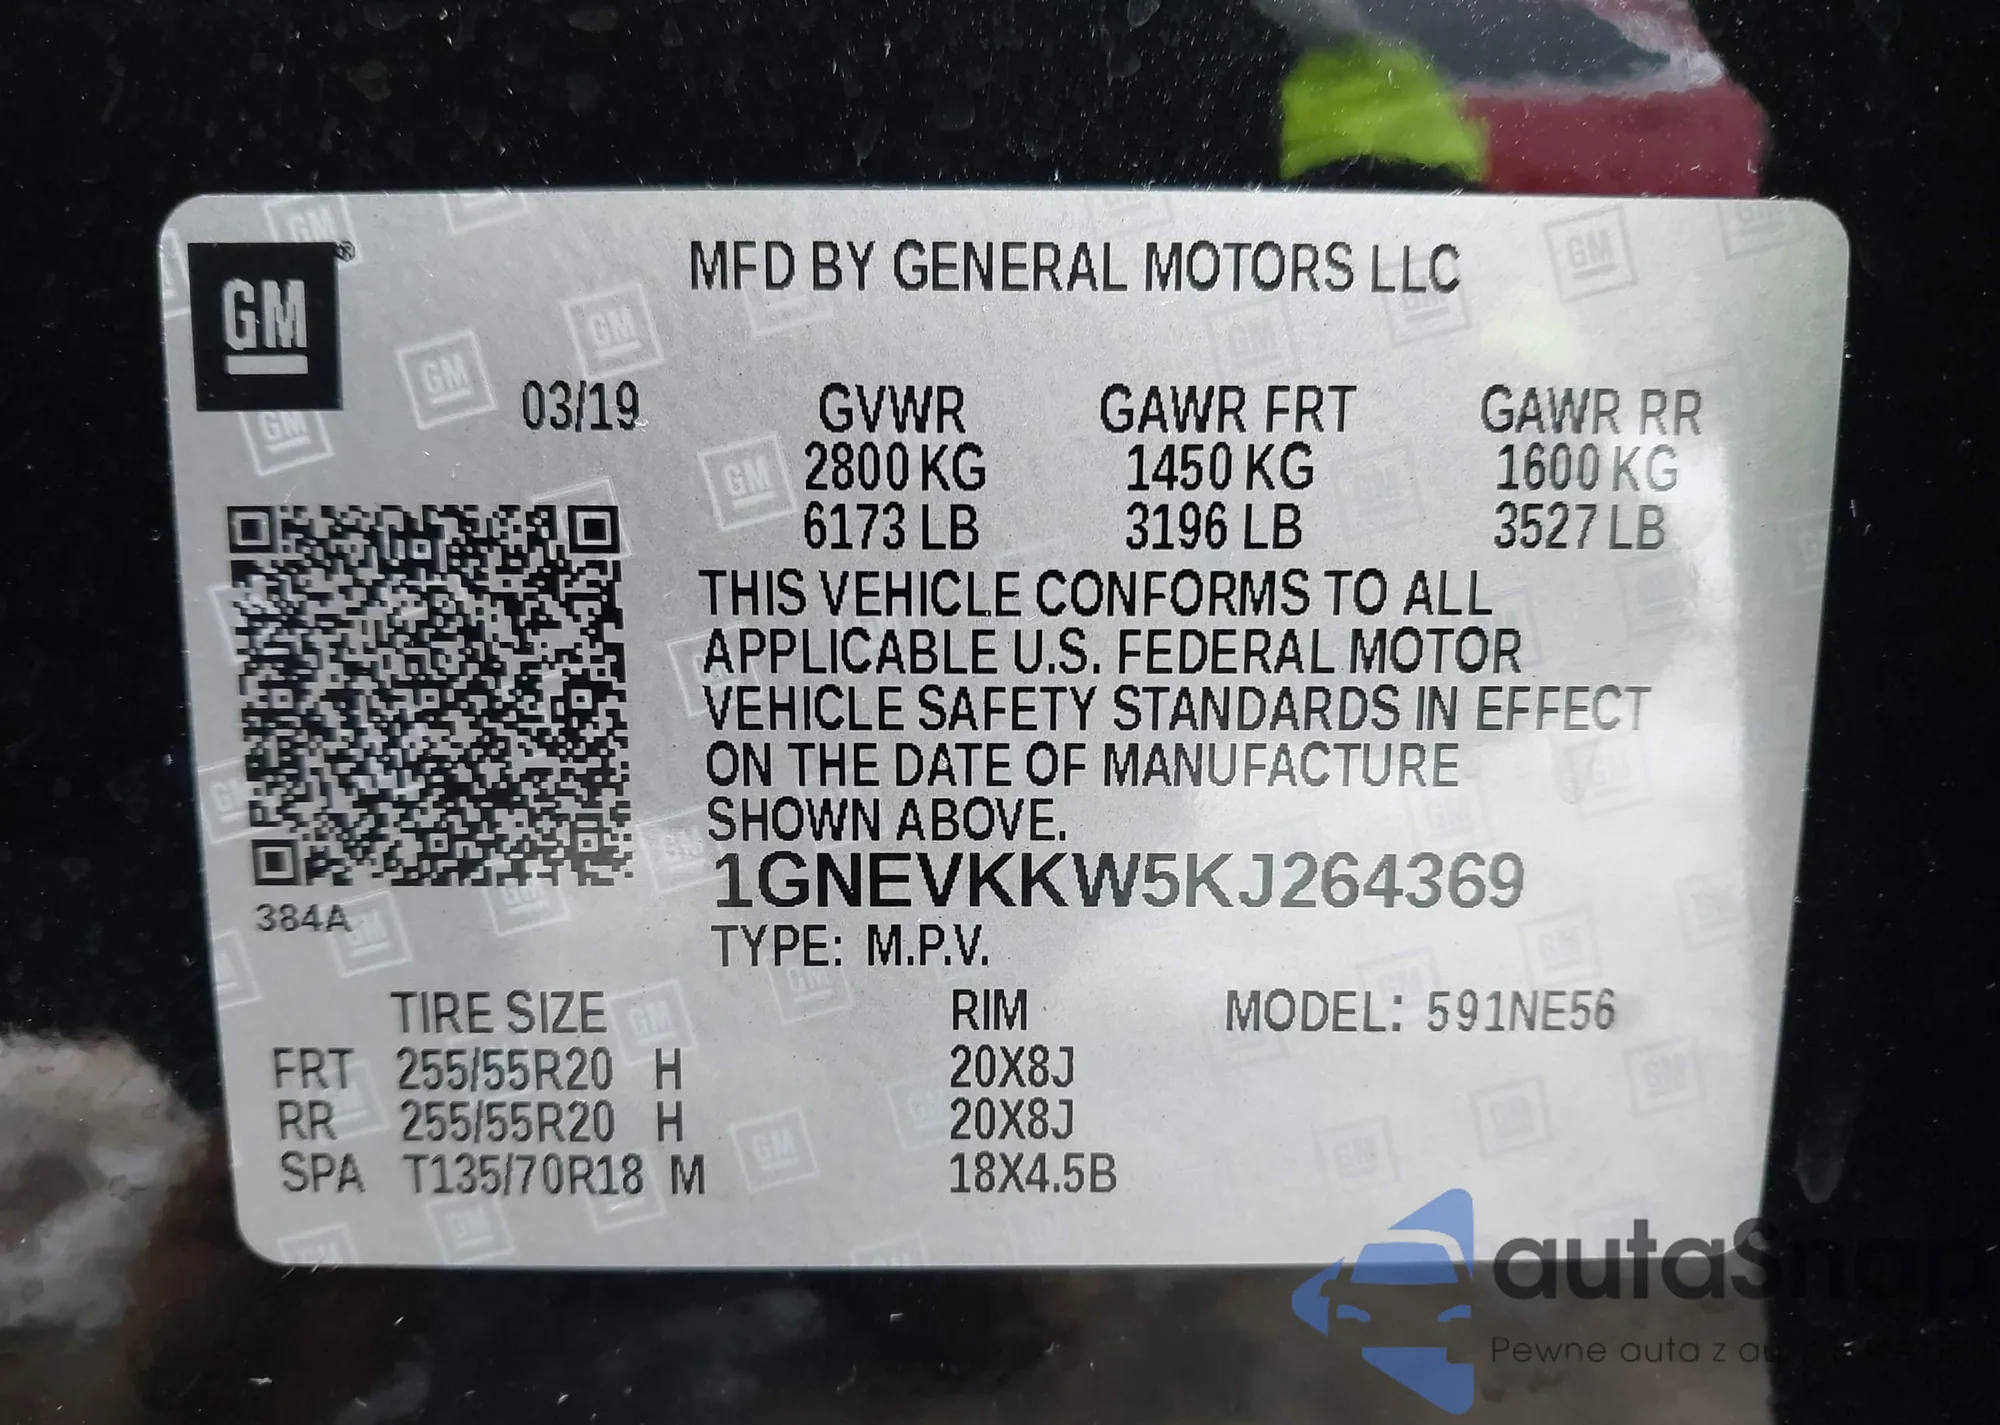 GM®
MFD BY GENERAL MOTORS LLC
03/19 GVWR GAWR FRT GAWR RR
2800 KG 1450 KG 1600 KG
6173 LB 3196 LB 3527 LB
THIS VEHICLE CONFORMS TO ALL
APPLICABLE U.S. FEDERAL MOTOR
VEHICLE SAFETY STANDARDS IN EFFECT
ON THE DATE OF MANUFACTURE
SHOWN ABOVE.
1GNEVKKW5KJ264369
384A
TYPE: M.P.V.
TIRE SIZE RIM MODEL: 591NE56
FRT 255/55R20 H 20X8J
RR 255/55R20 H 20X8J
SPA T135/70R18 M 18X4.5B
autaSnap
Pewne auta z